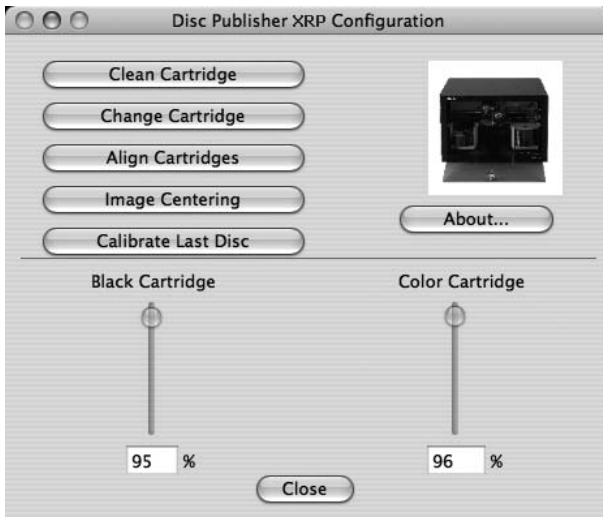 Disc Publisher XRP Configuration
Clean Cartridge
Change Cartridge
Align Cartridges
Image Centering
Calibrate Last Disc
About...
Black Cartridge
Color Cartridge
95 %
96 %
Close